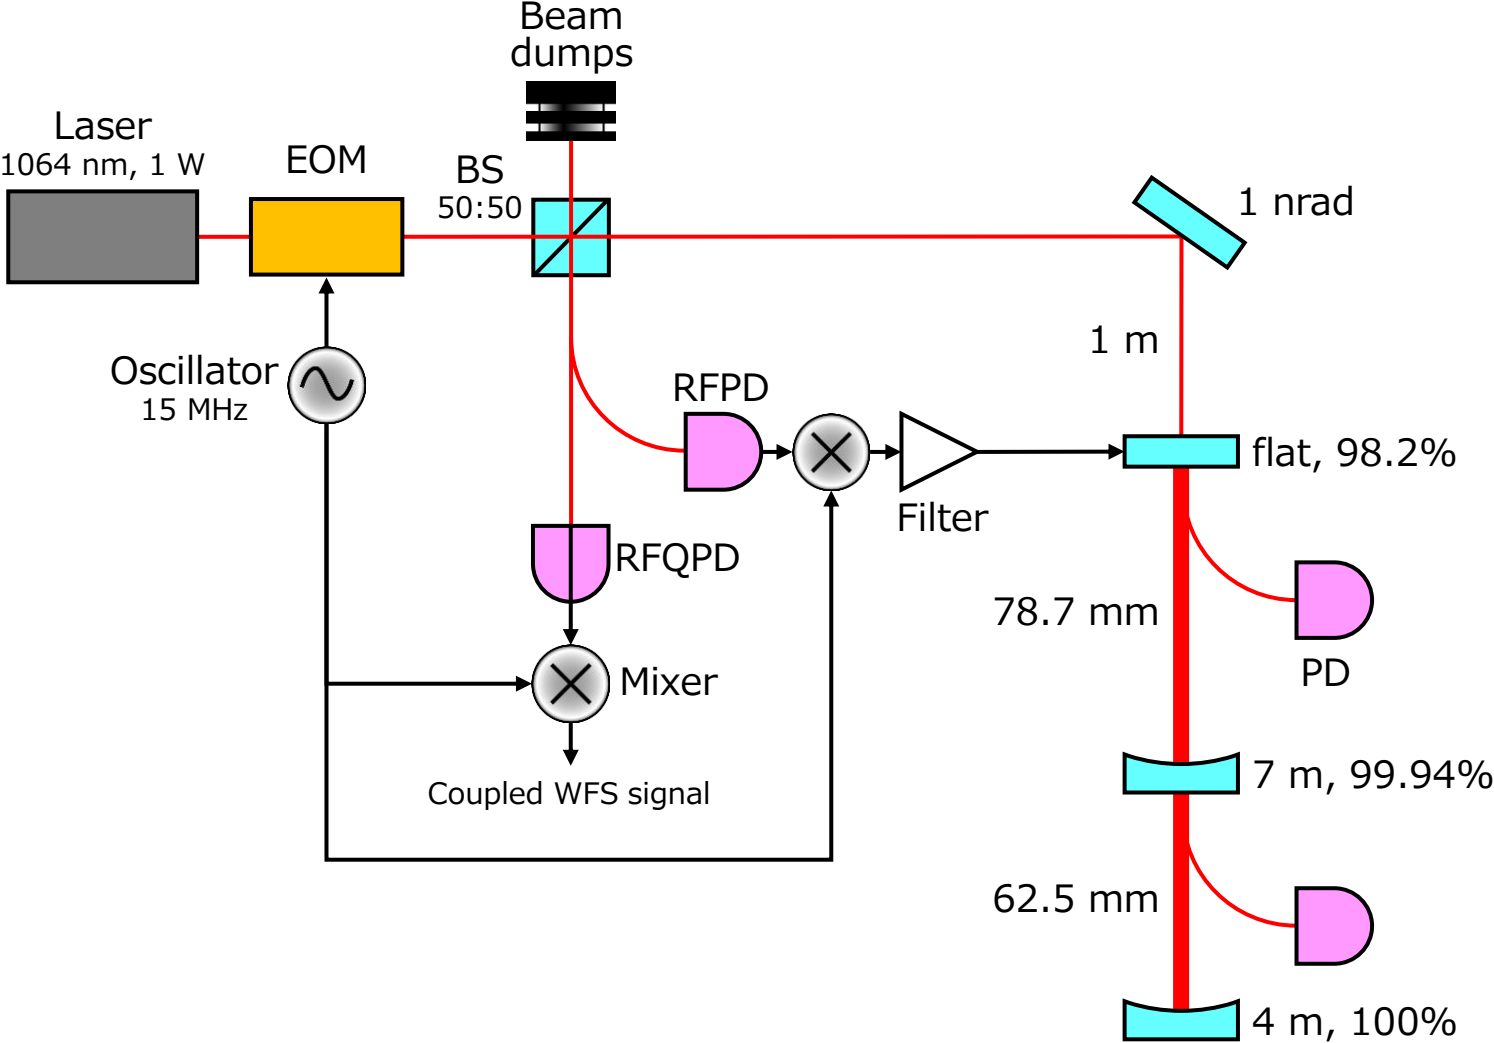 Beam
dumps
Laser
1064 nm, 1 W
EOM
BS
50:50
1 nrad
1 m
Oscillator
15 MHz
RFPD
flat, 98.2%
Filter
RFQPD
78.7 mm
PD
Mixer
7 m, 99.94%
Coupled WFS signal
62.5 mm
4 m, 100%